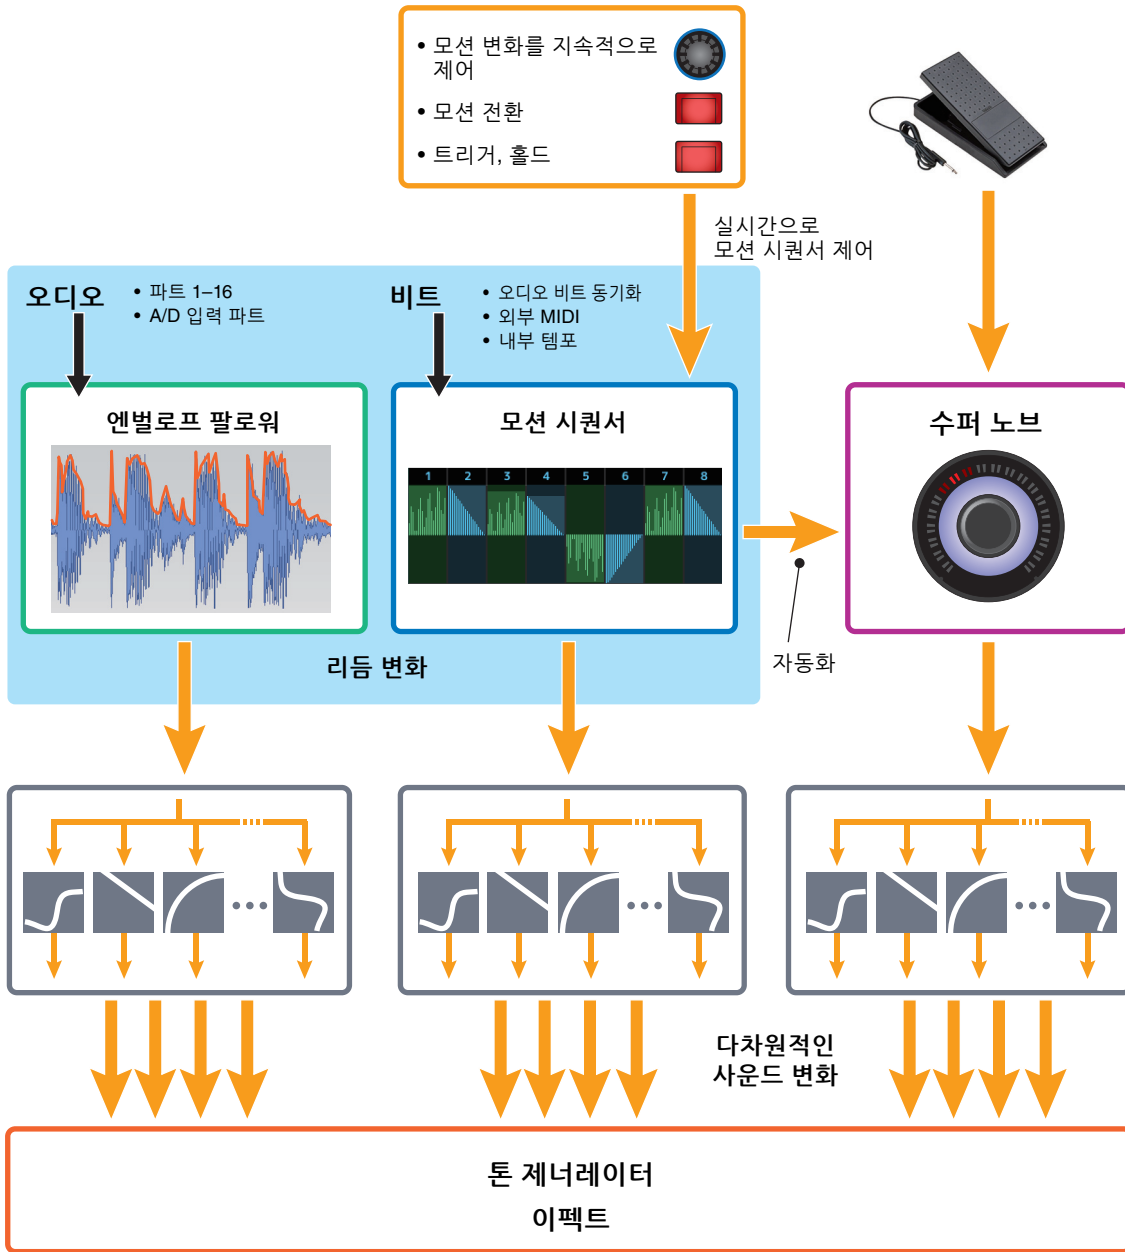 • 모션 변화를 지속적으로
제어
• 모션 전환
• 트리거, 홀드
실시간으로
모션 시퀀서 제어
오디오
• 파트 1–16
• A/D 입력 파트
비트
• 오디오 비트 동기화
• 외부 MIDI
• 내부 템포
엔벌로프 팔로워
모션 시퀀서
1 2 3 4 5 6 7 8
수퍼 노브
자동화
리듬 변화
다차원적인
사운드 변화
톤 제너레이터
이펙트